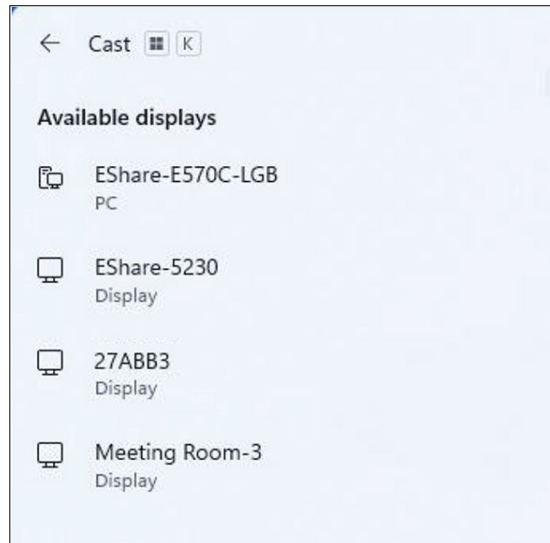 Cast K
Available displays
EShare-E570C-LGB
PC
EShare-5230
Display
27ABB3
Display
Meeting Room-3
Display